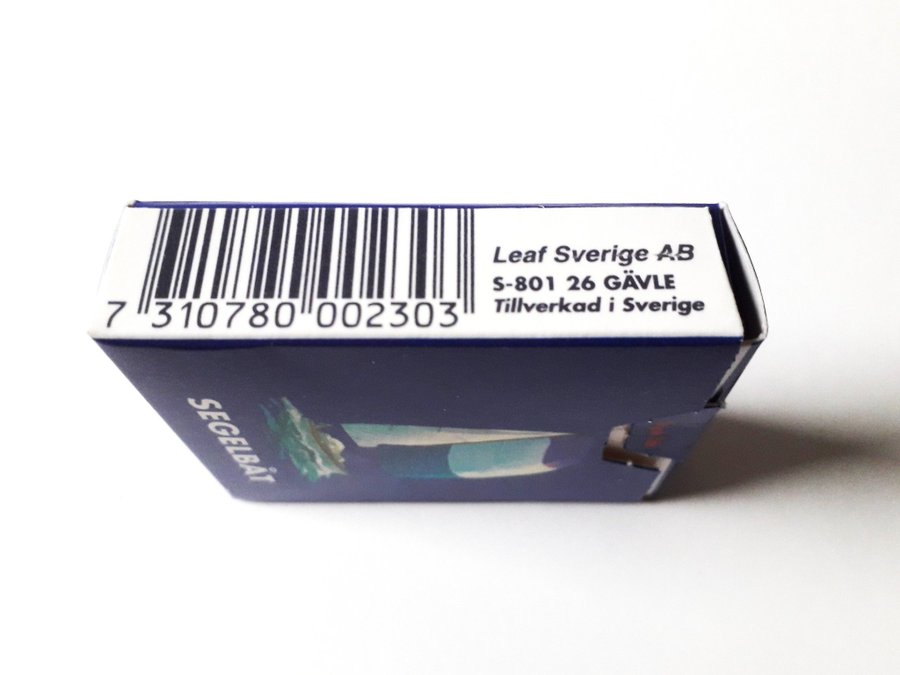 Leaf Sverige AB
S-801 26 GÄVLE
Tillverkad i Sverige
7 310780 002303
SEGELBÅT